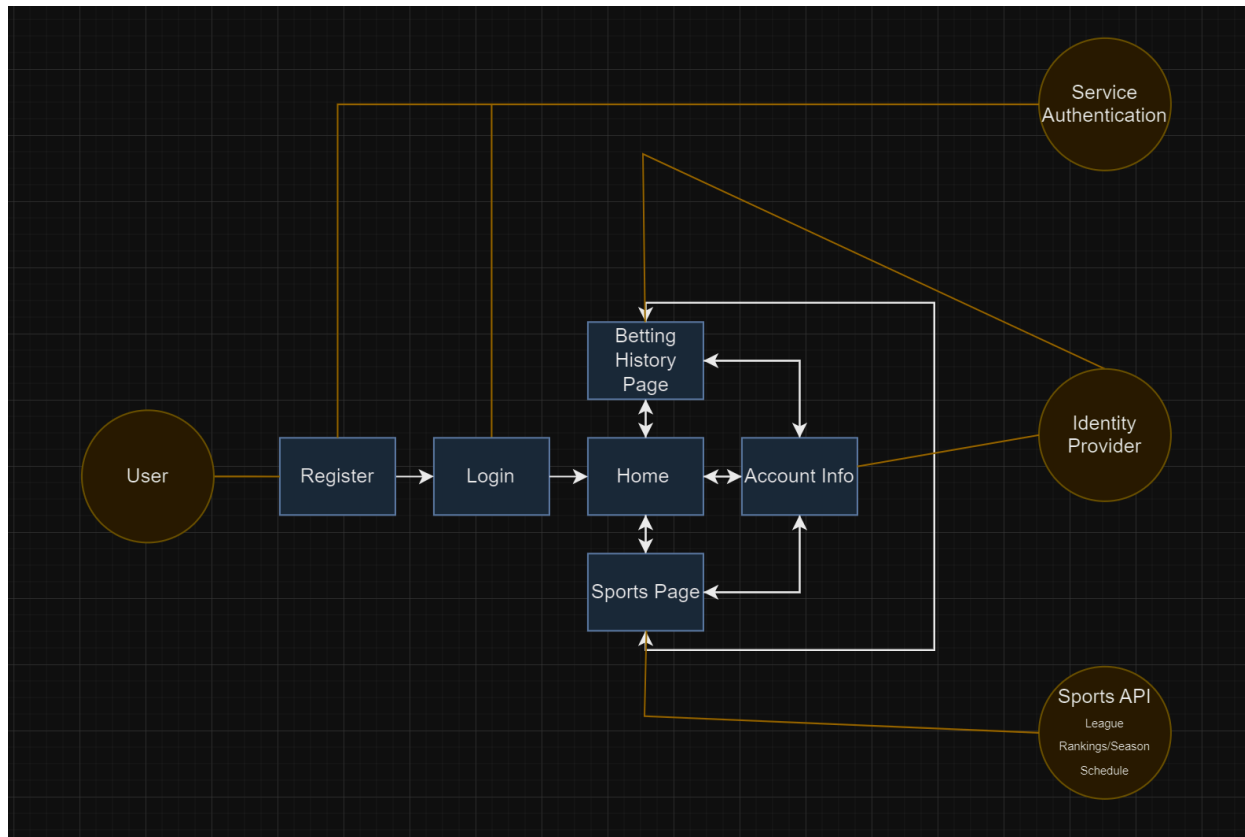 Service
Authentication
Betting
History
Page
Identity
Provider
User
Register
Login
Home
Account Info
Sports Page
Sports API
League
Rankings/Season
Schedule